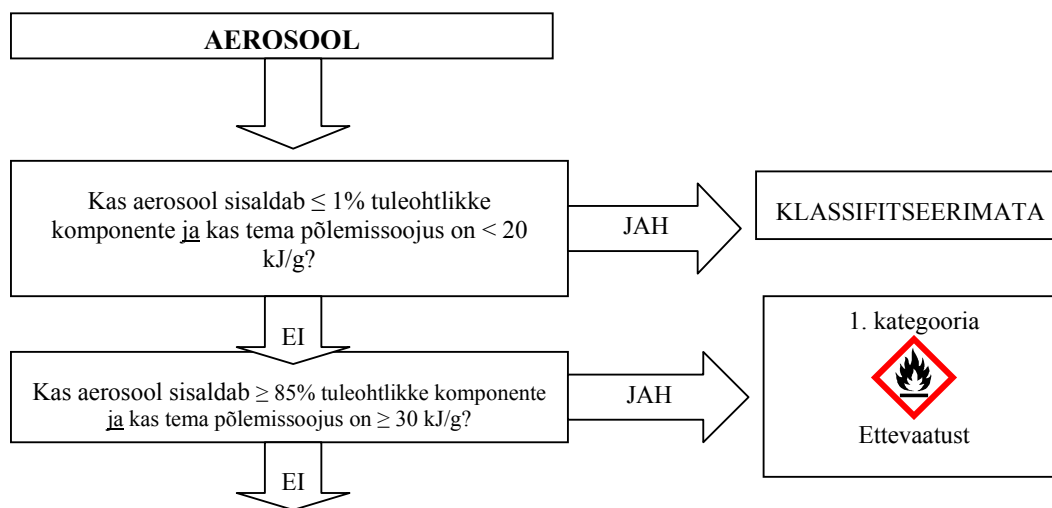 AEROSOOL
Kas aerosool sisaldab ≤ 1% tuleohtlikke
komponente ja kas tema põlemissoojus on < 20
kJ/g?
JAH
KLASSIFITSEERIMATA
EI
Kas aerosool sisaldab ≥ 85% tuleohtlikke komponente
ja kas tema põlemissoojus on ≥ 30 kJ/g?
JAH
1. kategooria
Ettevaatust
EI